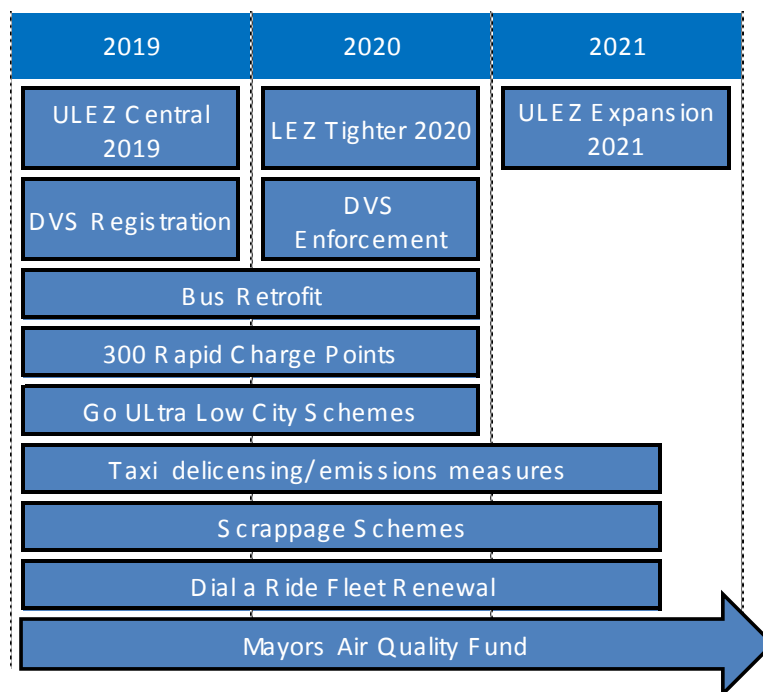 2019 2020 2021
ULEZ Central LEZ Tighter 2020 ULEZ Expansion
2019 2021
DVS Registration DVS
Enforcement
Bus Retrofit
300 Rapid Charge Points
Go ULtra Low City Schemes
Taxi delicensing/emissions measures
Scrappage Schemes
Dial a Ride Fleet Renewal
Mayors Air Quality Fund